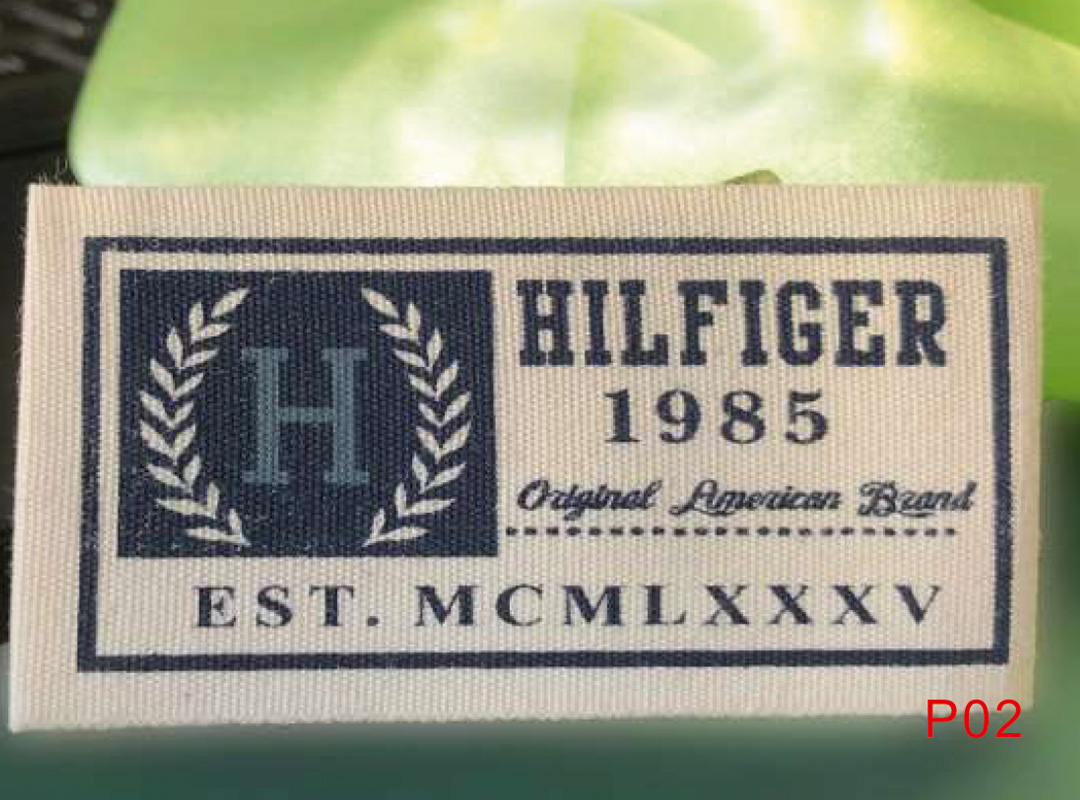 H
HILFIGER
1985
Original American Brand
EST. MCMLXXXV
P02